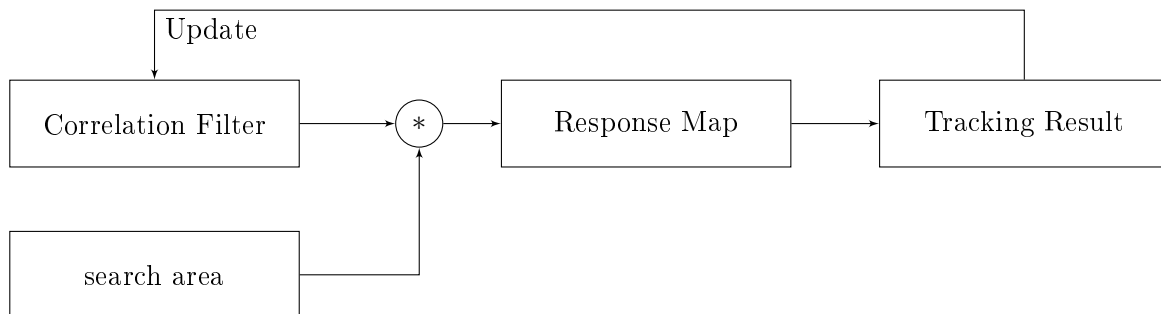 Update
Correlation Filter
*
Response Map
Tracking Result
search area